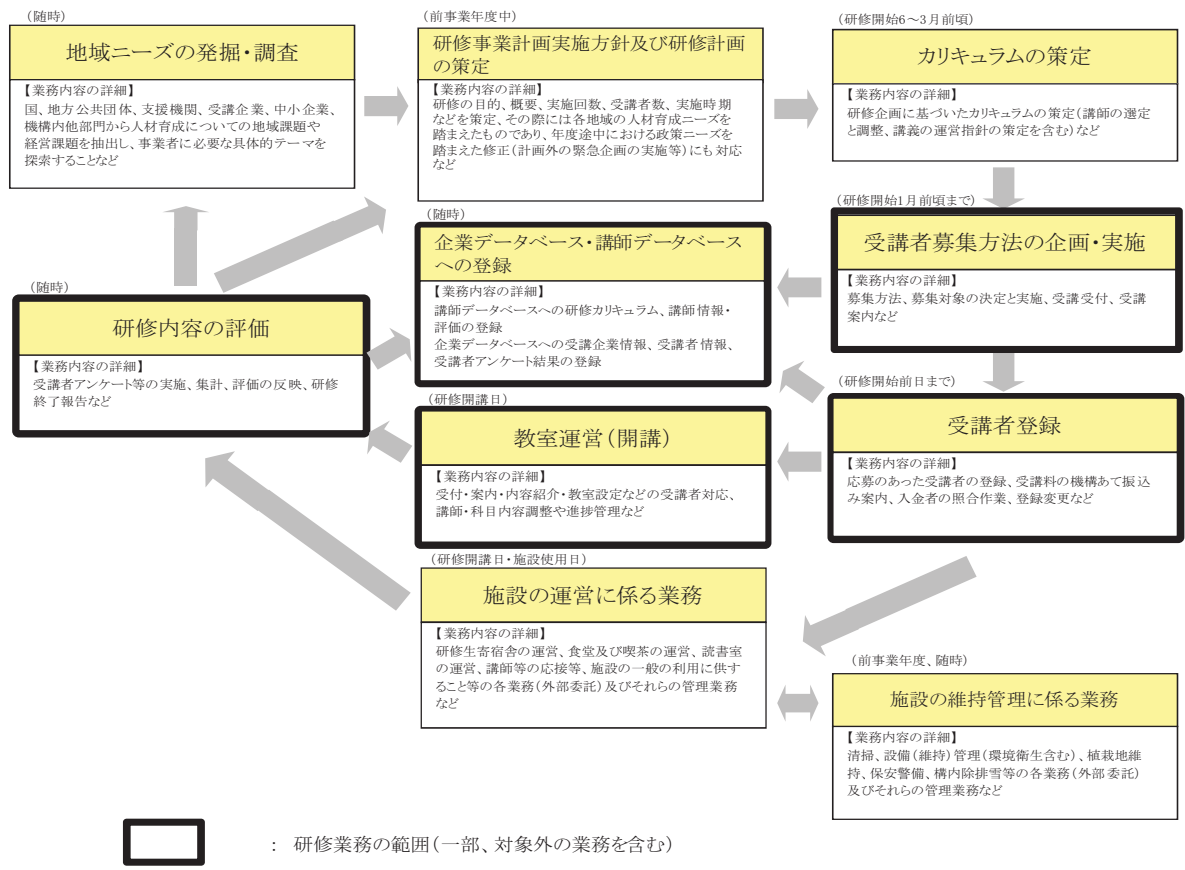 (随時)
地域ニーズの発掘・調査
【業務内容の詳細】
国、地方公共団体、支援機関、受講企業、中小企業、
機構内他部門から人材育成についての地域課題や
経営課題を抽出し、事業者に必要な具体的テーマを
探索することなど
(前事業年度中)
研修事業計画実施方針及び研修計画
の策定
【業務内容の詳細】
研修の目的、概要、実施回数、受講者数、実施時期
などを策定、その際には各地域の人材育成ニーズを
踏まえたものであり、年度途中における政策ニーズを
踏まえた修正(計画外の緊急企画の実施等)にも対応
など
(研修開始6～3月前頃)
カリキュラムの策定
【業務内容の詳細】
研修企画に基づいたカリキュラムの策定(講師の選定
と調整、講義の運営指針の策定を含む)など
(研修開始1月前頃まで)
受講者募集方法の企画・実施
【業務内容の詳細】
募集方法、募集対象の決定と実施、受講受付、受講
案内など
(随時)
企業データベース・講師データベース
への登録
【業務内容の詳細】
講師データベースへの研修カリキュラム、講師情報・
評価の登録
企業データベースへの受講企業情報、受講者情報、
受講者アンケート結果の登録
(随時)
研修内容の評価
【業務内容の詳細】
受講者アンケート等の実施、集計、評価の反映、研修
終了報告など
(研修開始前日まで)
受講者登録
【業務内容の詳細】
応募のあった受講者の登録、受講料の機構あて振込
み案内、入金者の照合作業、登録変更など
(研修開講日)
教室運営(開講)
【業務内容の詳細】
受付・案内・内容紹介・教室設定などの受講者対応、
講師・科目内容調整や進捗管理など
(研修開講日・施設使用日)
施設の運営に係る業務
【業務内容の詳細】
研修生寄宿舎の運営、食堂及び喫茶の運営、読書室
の運営、講師等の応接等、施設の一般の利用に供す
ること等の各業務(外部委託)及びそれらの管理業務
など
(前事業年度、随時)
施設の維持管理に係る業務
【業務内容の詳細】
清掃、設備(維持)管理(環境衛生含む)、植栽地維
持、保安警備、構内除排雪等の各業務(外部委託)
及びそれらの管理業務など
: 研修業務の範囲(一部、対象外の業務を含む)